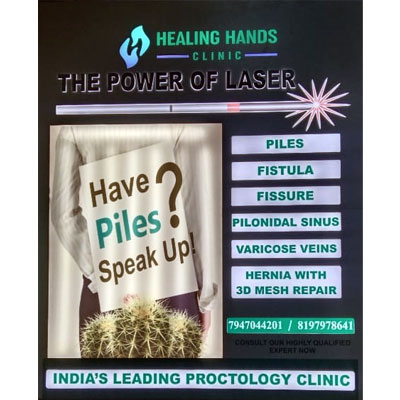 HEALING HANDS
CLINIC
THE POWER OF LASER
Have
Piles?
Speak Up!
PILES
FISTULA
FISSURE
PILONIDAL SINUS
VARICOSE VEINS
HERNIA WITH
3D MESH REPAIR
7947044201 / 8197978641
CONSULT OUR HIGHLY QUALIFIED
EXPERT NOW
INDIA'S LEADING PROCTOLOGY CLINIC